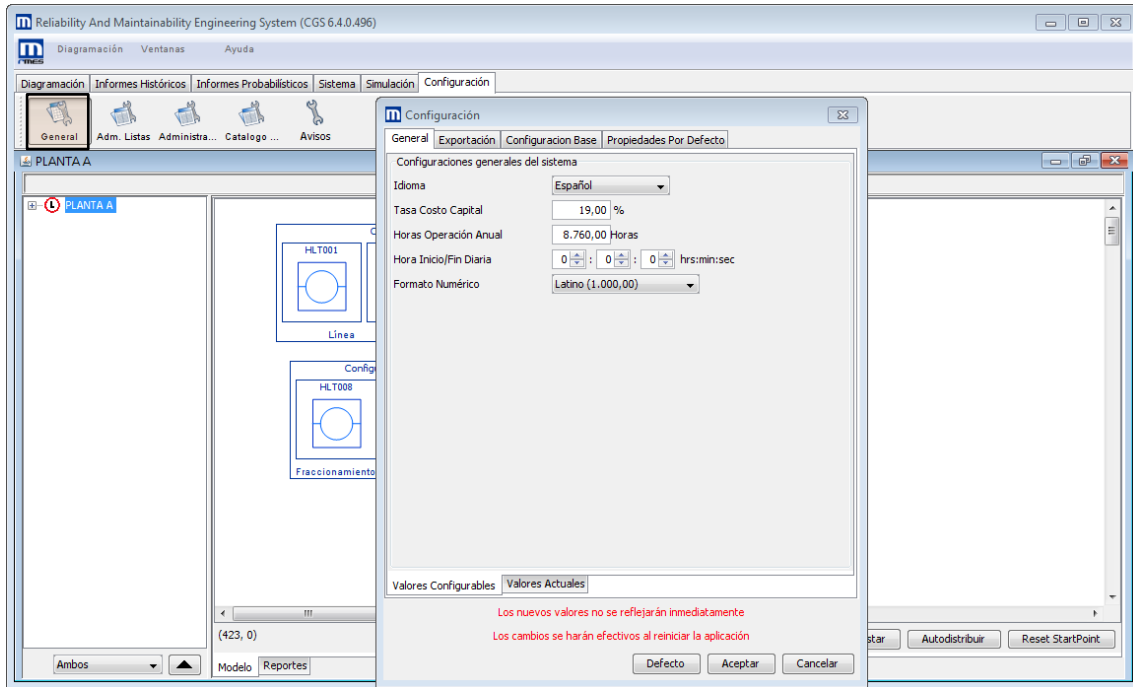 Reliability And Maintainability Engineering System (CGS 6.4.0.496)
Diagramación Ventanas Ayuda
Diagramación Informes Históricos Informes Probabilísticos Sistema Simulación Configuración
General Adm. Listas Administra... Catalogo ... Avisos
PLANTA A
PLANTA A
HLT001
Línea
Config
HLT008
Fraccionamiento
(423, 0)
Ambos
Modelo Reportes
Autodistribuir Reset StartPoint
Configuración
General Exportación Configuracion Base Propiedades Por Defecto
Configuraciones generales del sistema
Idioma Español
Tasa Costo Capital 19,00 %
Horas Operación Anual 8.760,00 Horas
Hora Inicio/Fin Diaria 0 : 0 : 0 hrs:min:sec
Formato Numérico Latino (1.000,00)
Valores Configurables Valores Actuales
Los nuevos valores no se reflejarán inmediatamente
Los cambios se harán efectivos al reiniciar la aplicación
Defecto Aceptar Cancelar